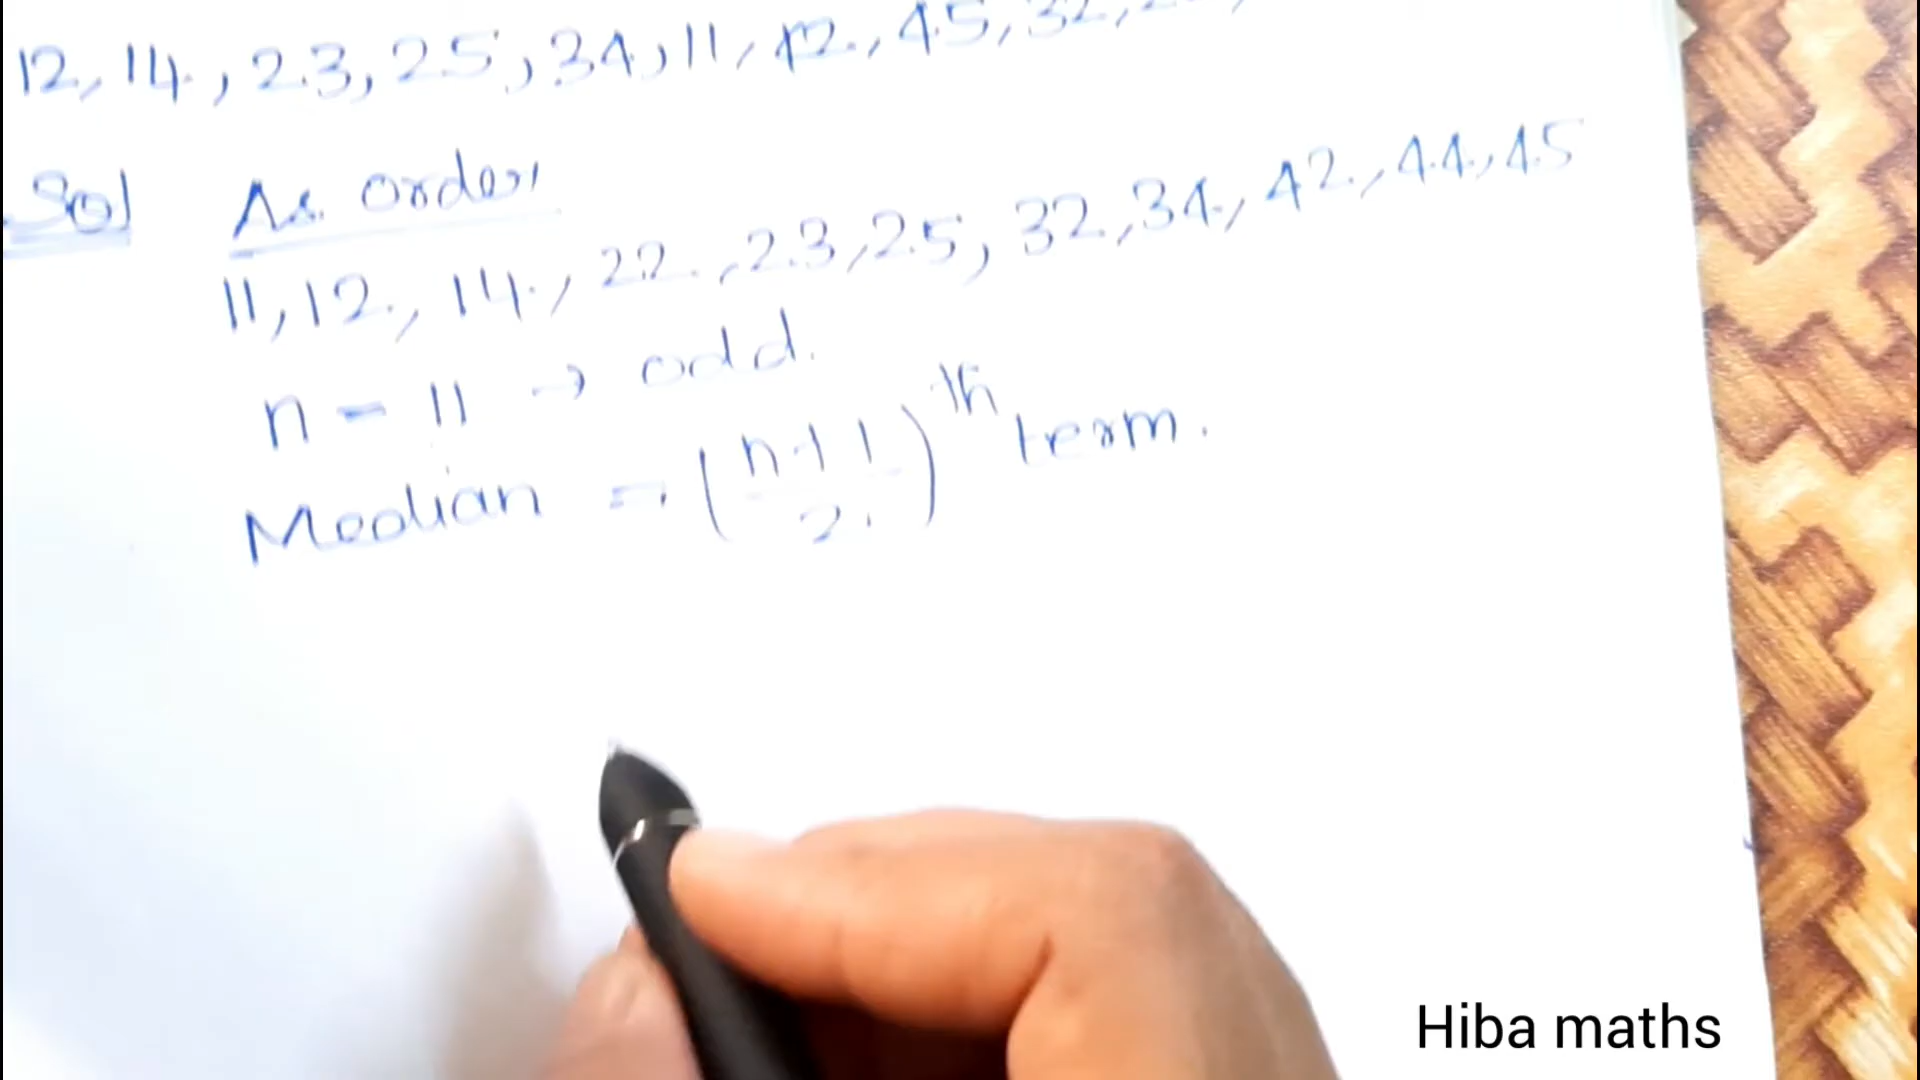 12, 14, 23, 25, 34, 11, 42, 45, 32,
Sol As. order
11, 12, 14, 22, 23, 25, 32, 34, 42, 44, 45
n = 11 → odd.
Median = (n+1/2)th term.
Hiba maths